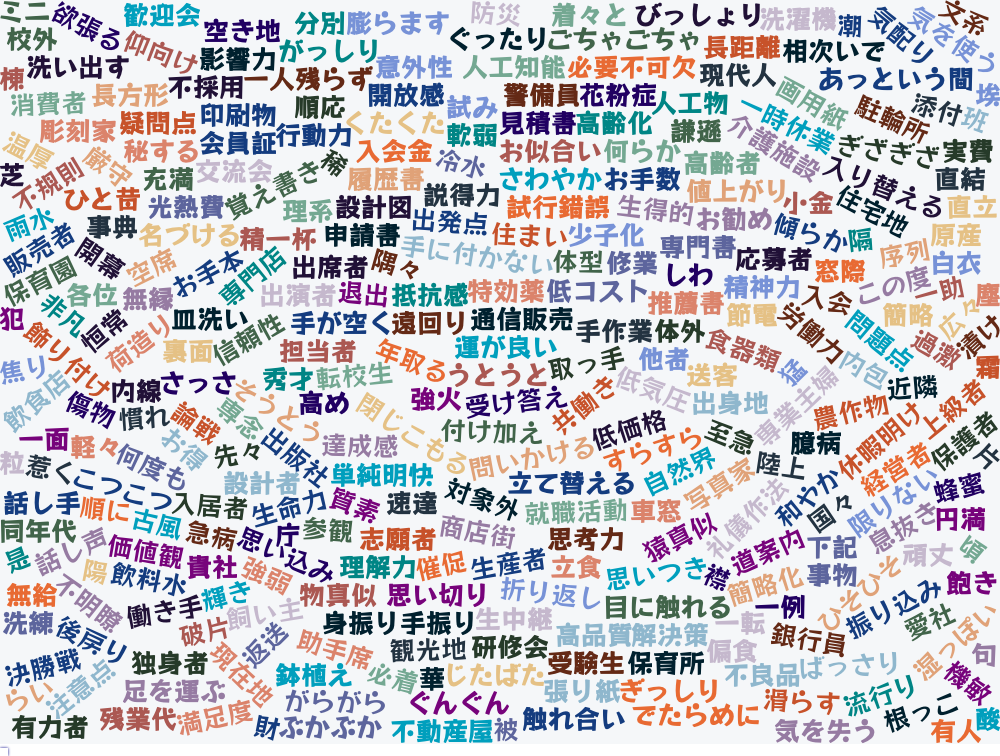 ミニ 欲張る 歓迎会 空き地 分別 膨らます 防災 着々と びっしょり 洗濯機 潮 気配り 気を使う 文系
校外 仰向け 影響力 がっしり ぐったり ごちゃごちゃ 長距離 相次いで
棟 洗い出す 不採用 一人残らず 意外性 人工知能 必要不可欠 現代人 あっという間 埃
消費者 長方形 印刷物 順応 開放感 試み 警備員 花粉症 人工物 画用紙 駐輪所 添付 班
彫刻家 疑問点 会員証 行動力 くたくた 軟弱 見積書 高齢化 謙遜 一時休業 ぎざぎざ 実費
温厚 厳守 秘する 交流会 入会金 冷水 お似合い 何らか 高齢者 介護施設 入り替える 直結
芝 不規則 ひと昔 充満 覚え書き 稀 履歴書 説得力 さわやか お手数 値上がり 小金 住宅地 直立
雨水 事典 光熱費 理系 設計図 出発点 試行錯誤 生得的 お勧め 傾らか 隔 原産
販売者 開幕 名づける 精一杯 申請書 手に付かない 住まい 少子化 専門書 応募者 序列 白衣
保育園 空席 お手本 専門店 出席者 隅々 体型 修業 しわ 窓際 この度 一助 塵
非凡 各位 無縁 出演者 退出 抵抗感 特効薬 低コスト 推薦書 精神力 入会 簡略 広々
犯 恒常 荷造り 皿洗い 信頼性 手が空く 遠回り 通信販売 手作業 体外 節電 労働力 問題点 過激 漬け
飾り付け 裏面 担当者 年取る 運が良い 取っ手 他者 食器類 猫 内包 霜
焦り 飲食店 内線 さっさ 秀才 転校生 うとうと 低気圧 送客 専業主婦 近隣
傷物 慣れ 論戦 専念 そうとう 高め 閉じこもる 強火 受け答え 共働き 出身地 農作物 休暇明け 上級者
一面 軽々 何度も お得 先々 出版社 達成感 付け加え 問いかける 低価格 すらすら 至急 臆病 経営者 保護者
粒 惹く こつこつ 設計者 単純明快 立て替える 自然界 写真家 陸上 和やか 限りない 蜂蜜 下
話し手 順に 古風 入居者 生命力 質素 速達 対象外 就職活動 車窓 礼儀作法 国々 息抜き 円満
同年代 急病 思い込み 庁 参観 志願者 商店街 思考力 猿真似 道案内 下記 頑丈 頃
是 話し声 価値観 貴社 強弱 理解力 催促 生産者 立食 思いつき 襟 簡略化 事物 ひそひそ 飽き
無給 不明瞭 陽 飲料水 輝き 物真似 思い切り 折り返し 目に触れる 一例 振り込み 愛社 湿っぽい
洗練 後戻り 働き手 破片 飼い主 返送 身振り手振り 生中継 高品質 解決策 一転 銀行員 句
決勝戦 独身者 現在地 助手席 観光地 研修会 受験生 保育所 偏食 不良品 ばっさり 機敏
らい 注意点 足を運ぶ 鉢植え 必着 華 じたばた 張り紙 ぎっしり 滑らす 流行り 根っこ 酸
有力者 残業代 満足度 財 がらがら ぶかぶか ぐんぐん 不動産屋 被 触れ合い でたらめに 気を失う 有人